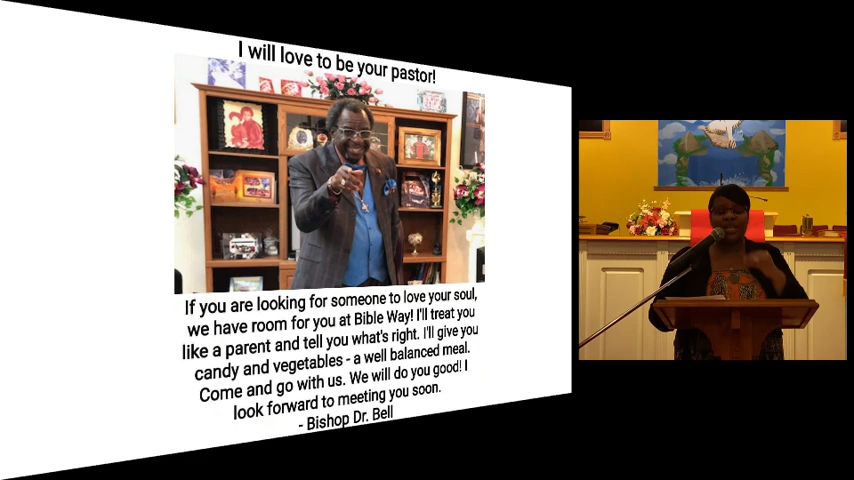 I will love to be your pastor!
If you are looking for someone to love your soul,
we have room for you at Bible Way! I'll treat you
like a parent and tell you what's right. I'll give you
candy and vegetables - a well balanced meal.
Come and go with us. We will do you good! I
look forward to meeting you soon.
- Bishop Dr. Bell